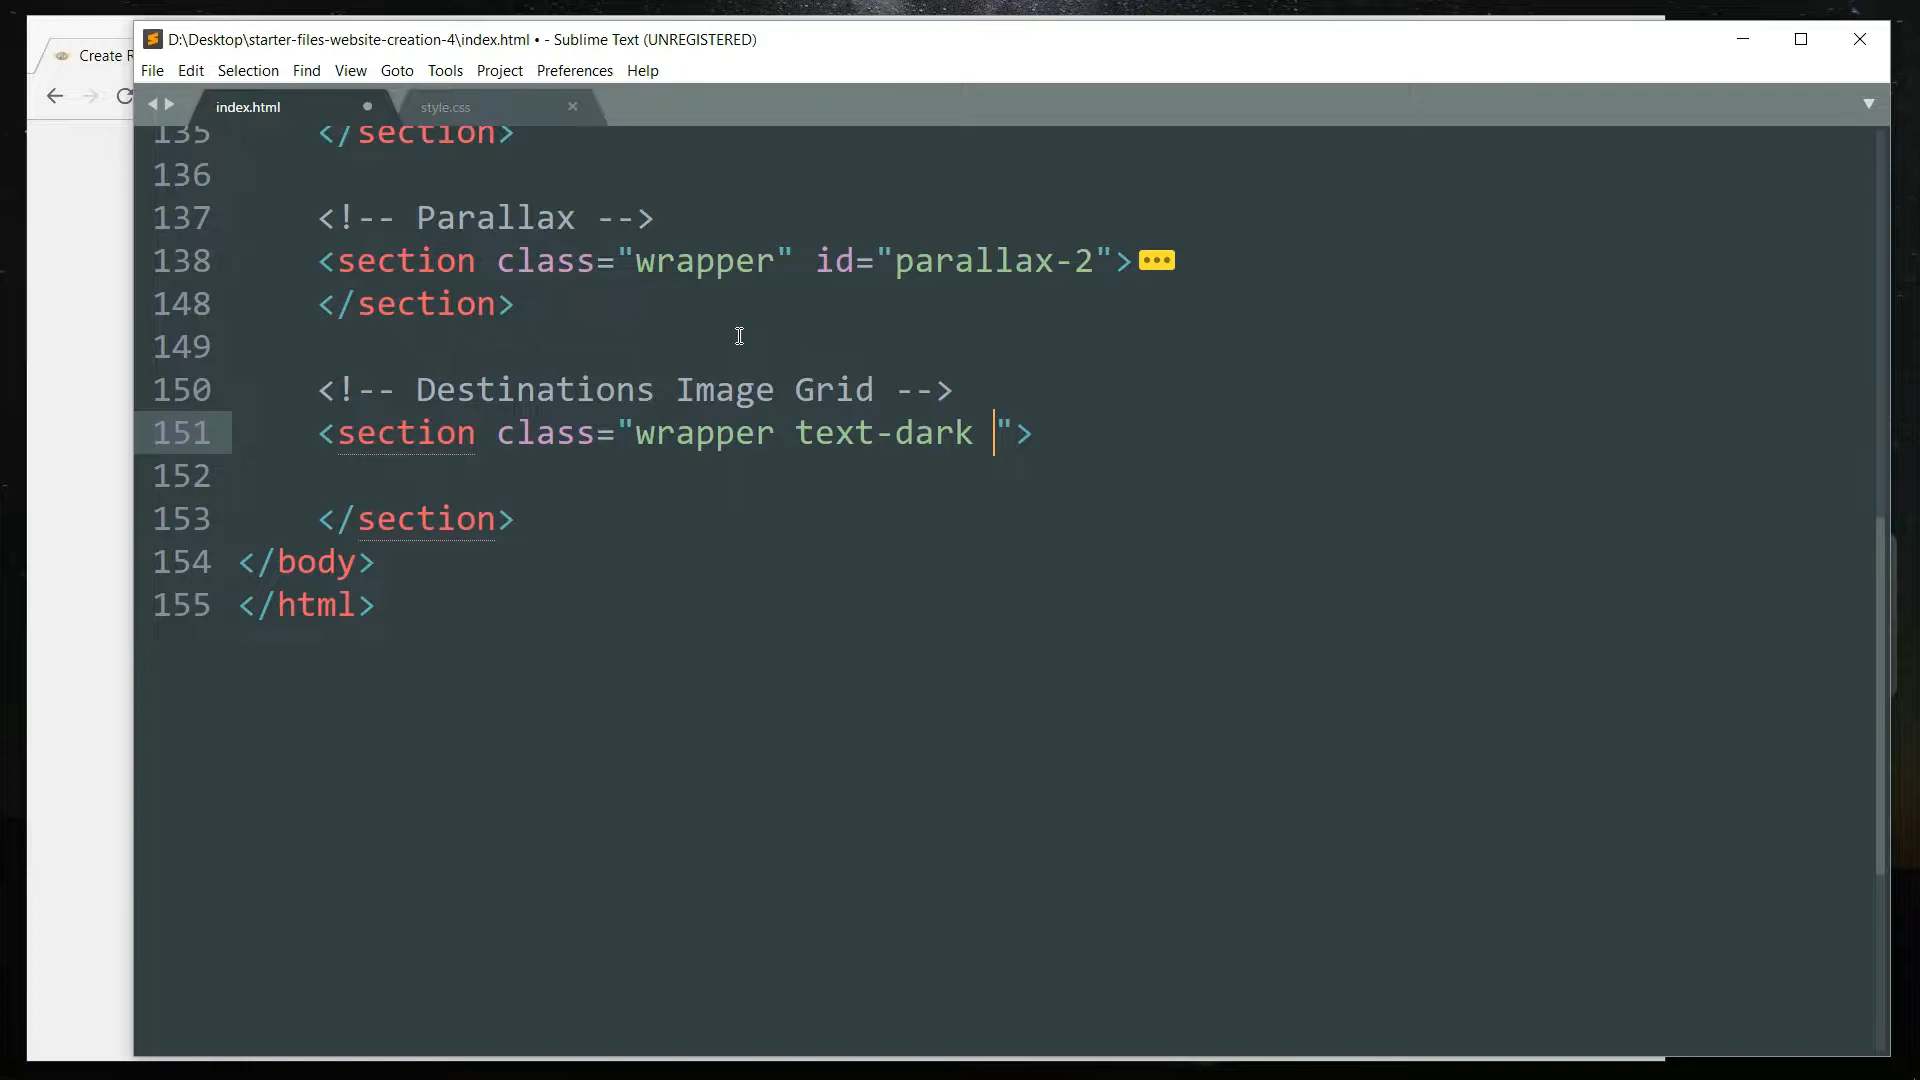 D:\Desktop\starter-files-website-creation-4\index.html • - Sublime Text (UNREGISTERED)
Create R
File Edit Selection Find View Goto Tools Project Preferences Help
index.html style.css
135 </section>
136
137 <!-- Parallax -->
138 <section class="wrapper" id="parallax-2">
148 </section>
149
150 <!-- Destinations Image Grid -->
151 <section class="wrapper text-dark ">
152
153 </section>
154 </body>
155 </html>